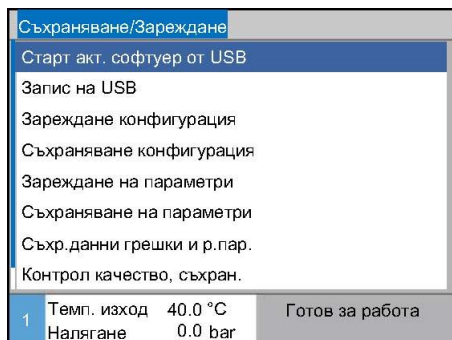 Съхраняване/Зареждане
Старт акт. софтуер от USB
Запис на USB
Зареждане конфигурация
Съхраняване конфигурация
Зареждане на параметри
Съхраняване на параметри
Съхр.данни грешки и р.пар.
Контрол качество, съхран.
1 Темп. изход 40.0 °C Готов за работа
Налягане 0.0 bar